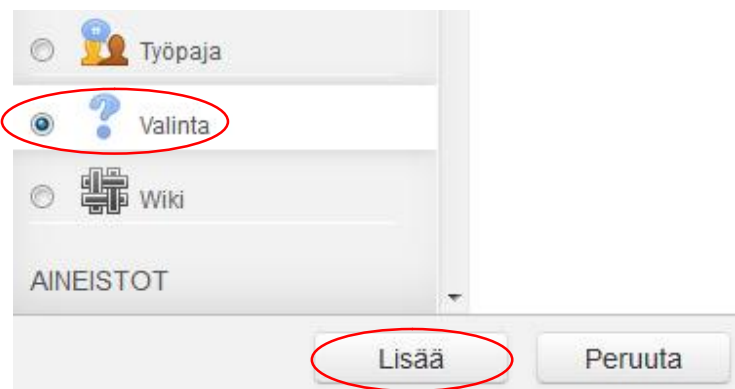 Työpaja
Valinta
Wiki
AINEISTOT
Lisää Peruuta